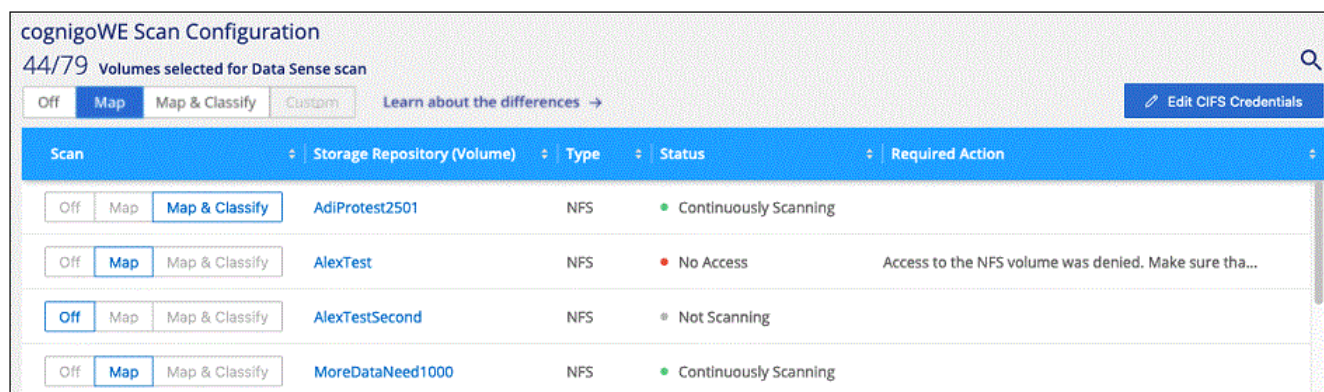 cognigoWE Scan Configuration
44/79 Volumes selected for Data Sense scan
Off Map Map & Classify Custom Learn about the differences → Edit CIFS Credentials
Scan Storage Repository (Volume) Type Status Required Action
Off Map Map & Classify AdiProtest2501 NFS Continuously Scanning
Off Map Map & Classify AlexTest NFS No Access Access to the NFS volume was denied. Make sure tha...
Off Map Map & Classify AlexTestSecond NFS Not Scanning
Off Map Map & Classify MoreDataNeed1000 NFS Continuously Scanning